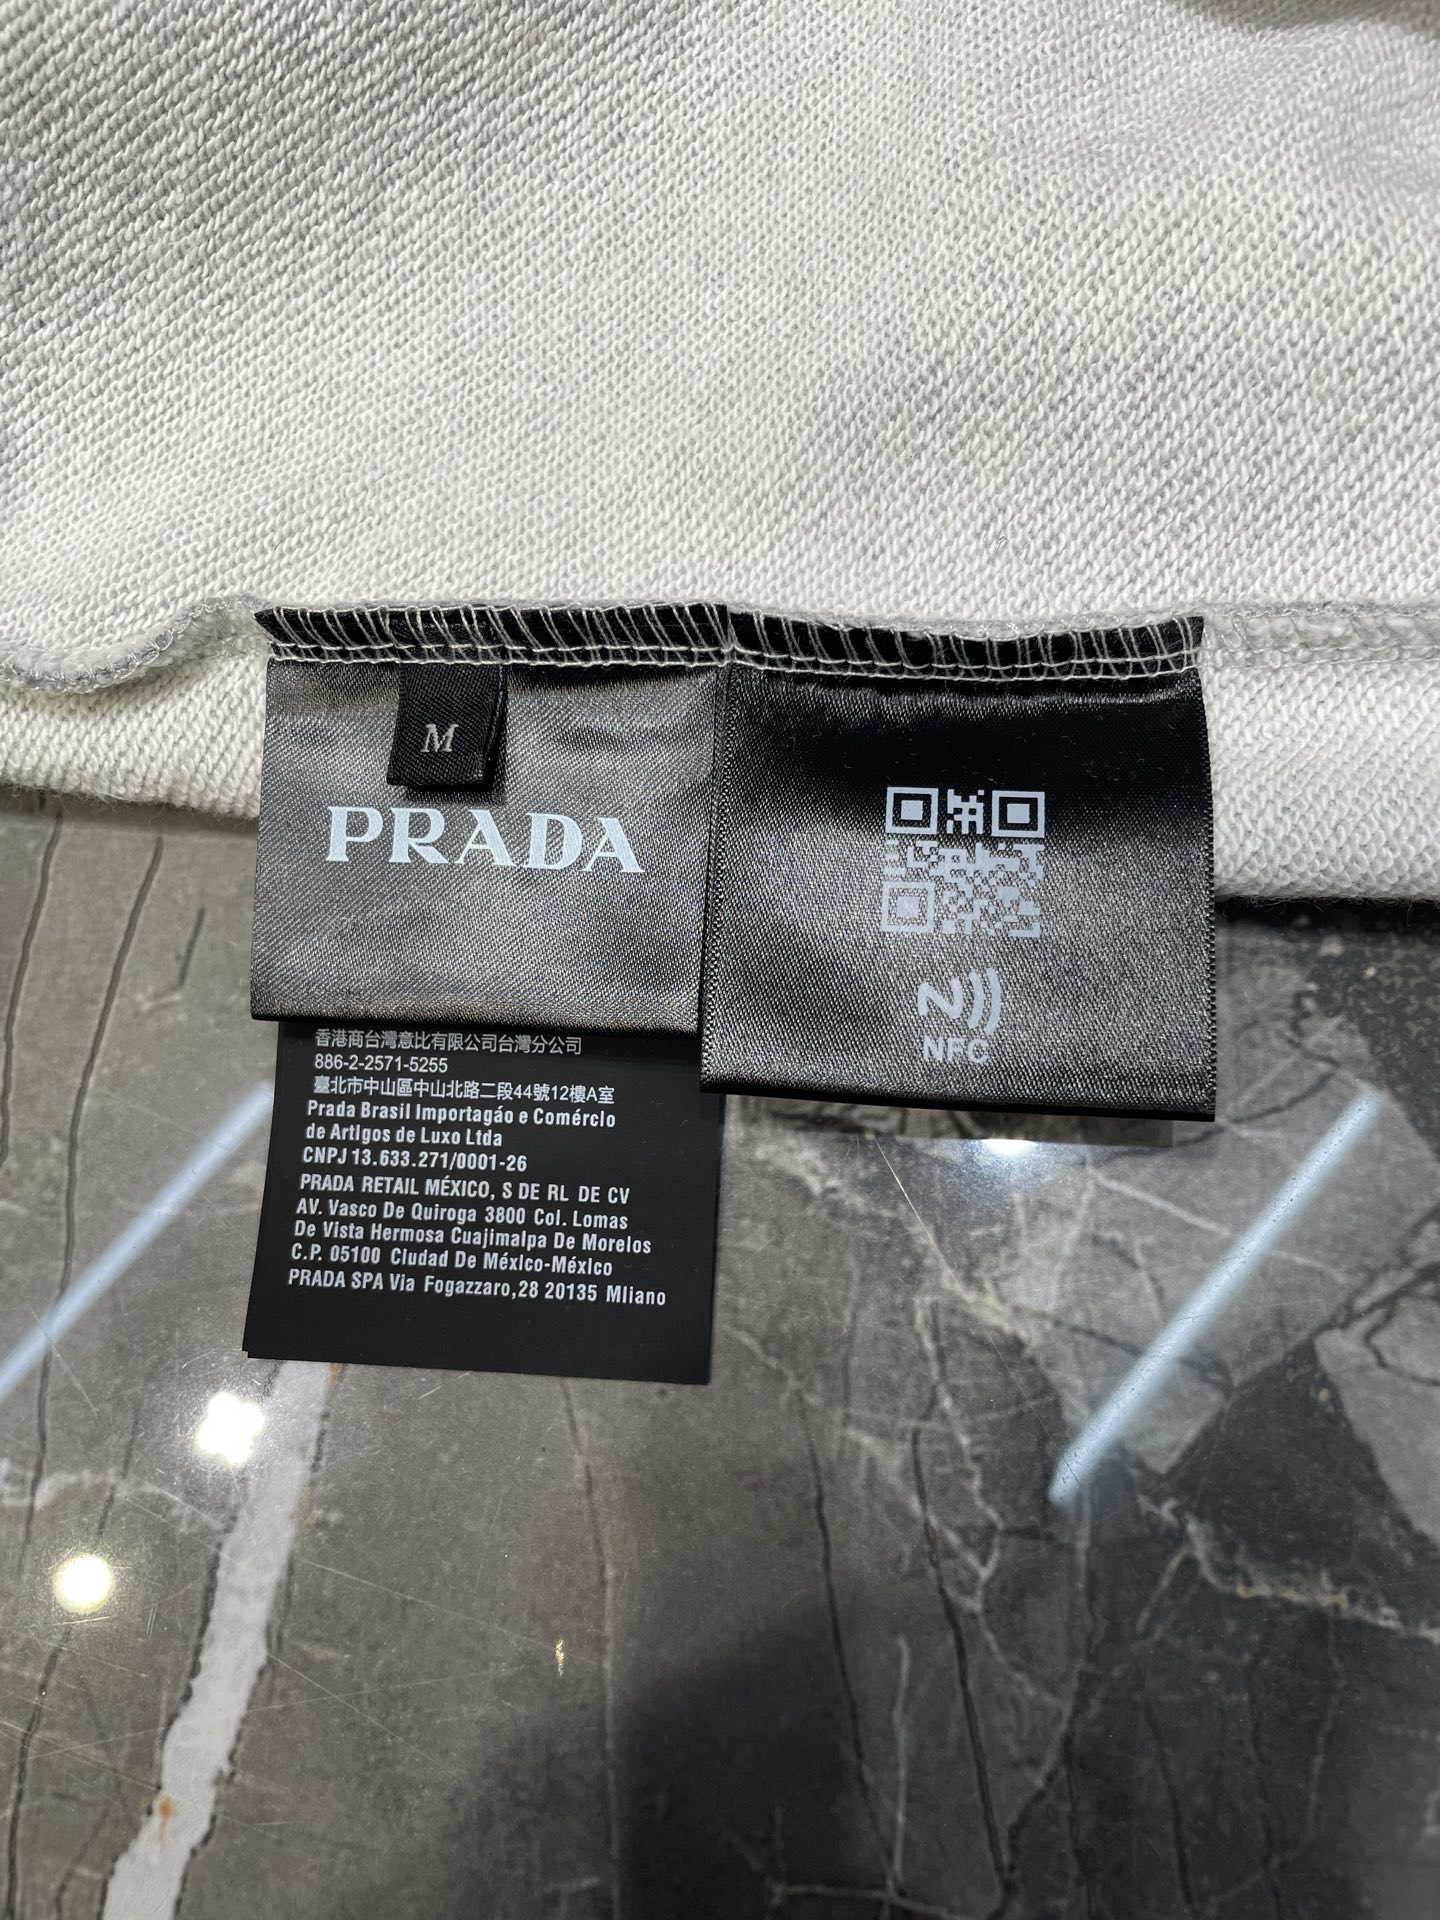 M
PRADA
NFC
香港商台灣意比有限公司台灣分公司
886-2-2571-5255
臺北市中山區中山北路二段44號12樓A室
Prada Brasil Importagáo e Comérclo
de Artlgos de Luxo Ltda
CNPJ 13.633.271/0001-26
PRADA RETAIL MÉXICO, S DE RL DE CV
AV. Vasco De Quiroga 3800 Col. Lomas
De Vista Hermosa Cuajimalpa De Morelos
C.P. 05100 Cludad De Méxlco-Méxlco
PRADA SPA Via Fogazzaro,28 20135 Mllano